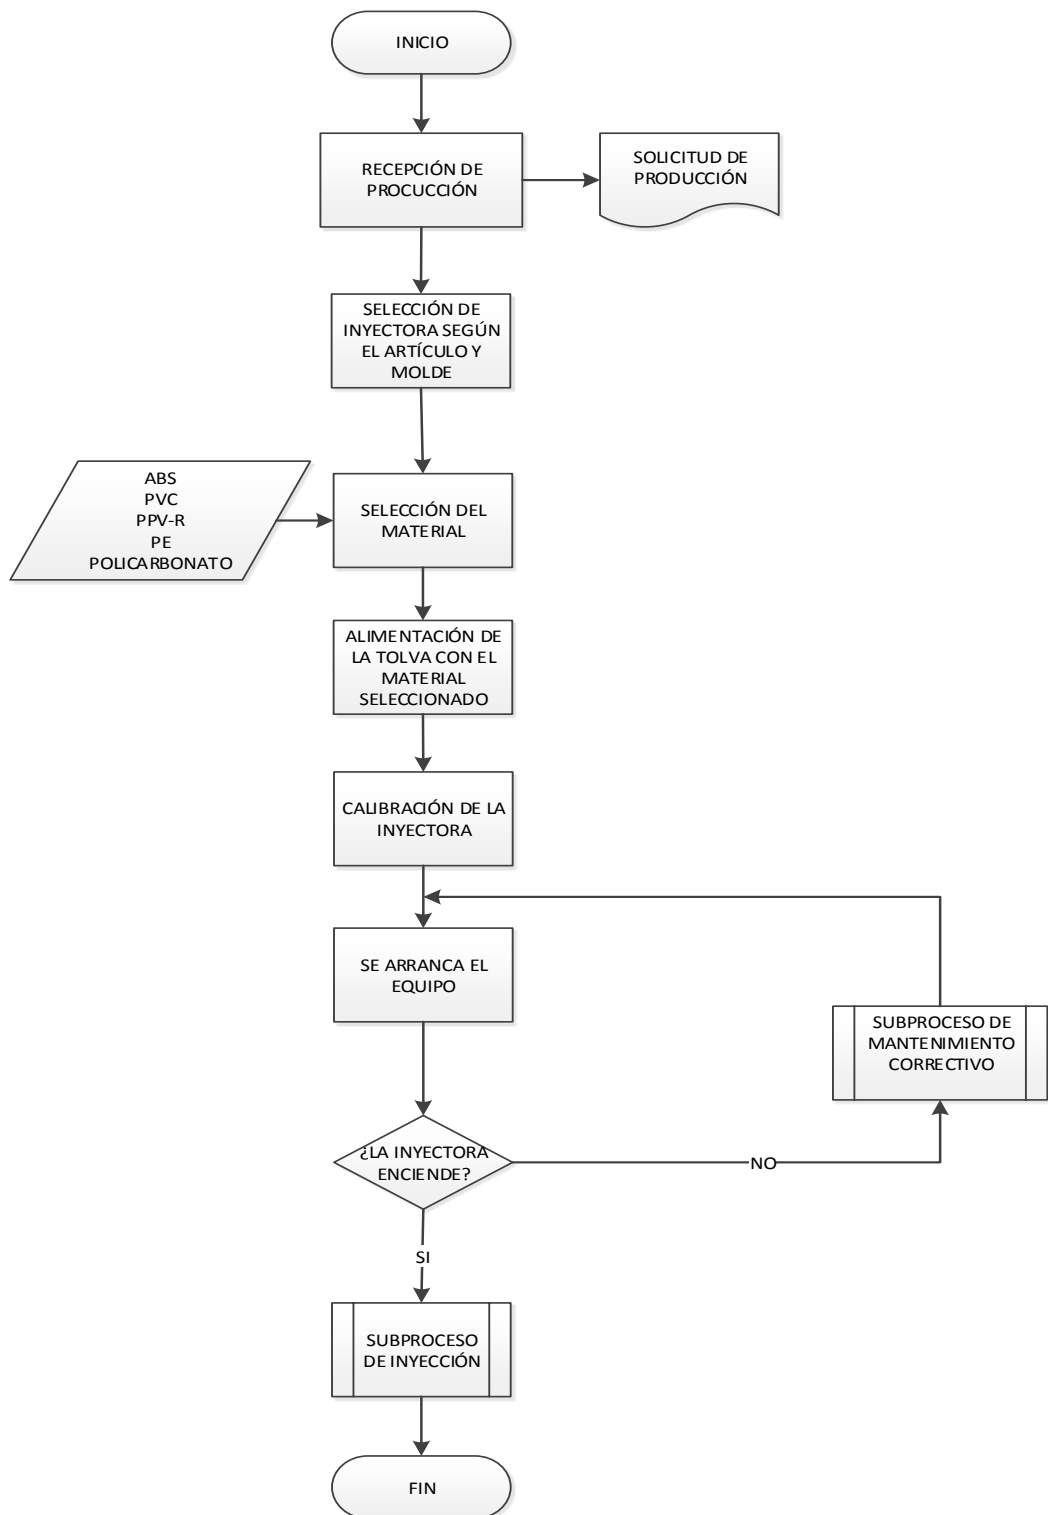 INICIO
RECEPCIÓN DE
PROCUCCIÓN
SOLICITUD DE
PRODUCCIÓN
SELECCIÓN DE
INYECTORA SEGÚN
EL ARTÍCULO Y
MOLDE
ABS
PVC
PPV-R
PE
POLICARBONATO
SELECCIÓN DEL
MATERIAL
ALIMENTACIÓN DE
LA TOLVA CON EL
MATERIAL
SELECCIONADO
CALIBRACIÓN DE LA
INYECTORA
SE ARRANCA EL
EQUIPO
SUBPROCESO DE
MANTENIMIENTO
CORRECTIVO
¿LA INYECTORA
ENCIENDE?
NO
SI
SUBPROCESO
DE INYECCIÓN
FIN